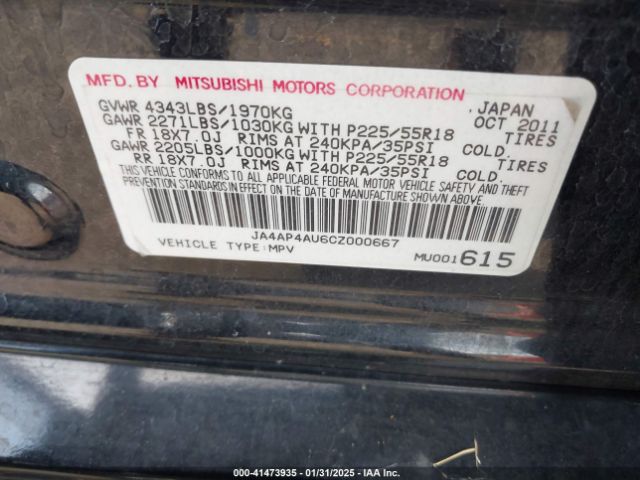 MFD. BY MITSUBISHI MOTORS CORPORATION
GVWR 4343LBS/1970KG . JAPAN
GAWR 2271LBS/1030KG WITH P225/55R18 OCT 2011
FR 18X7.0J RIMS AT 240KPA/35PSI TIRES
GAWR 2205LBS/1000KG WITH P225/55R18 COLD.
RR 18X7.0J RIMS AT 240KPA/35PSI TIRES
COLD.
THIS VEHICLE CONFORMS TO ALL APPLICABLE FEDERAL MOTOR VEHICLE SAFETY AND THEFT
PREVENTION STANDARDS IN EFFECT ON THE DATE OF MANUFACTURE SHOWN ABOVE.
JA4AP4AU6CZ000667
VEHICLE TYPE:MPV MU001615
0-41473935 - 01/31/2025 - IAA Inc.